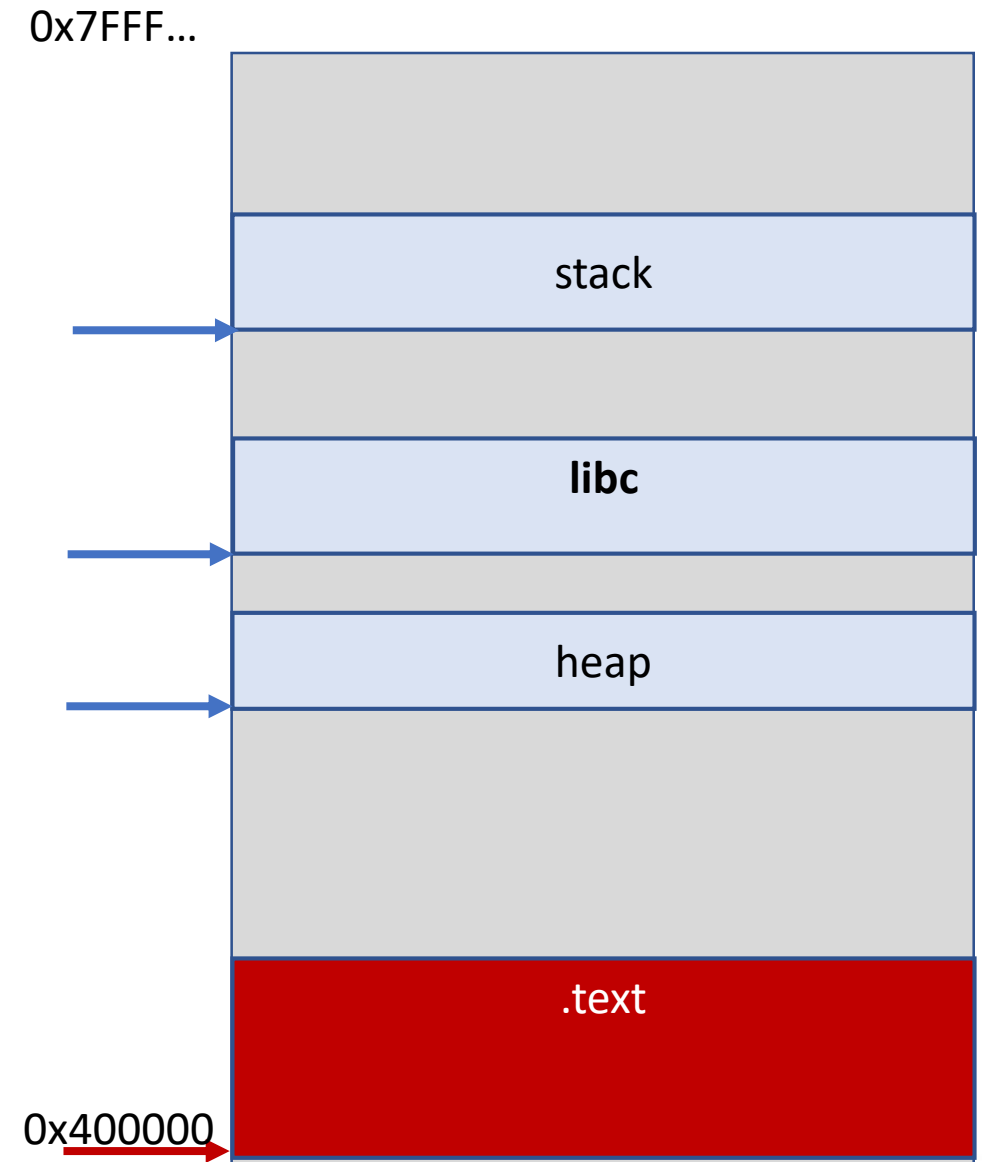 0x7FFF…
stack
libc
heap
.text
0x400000